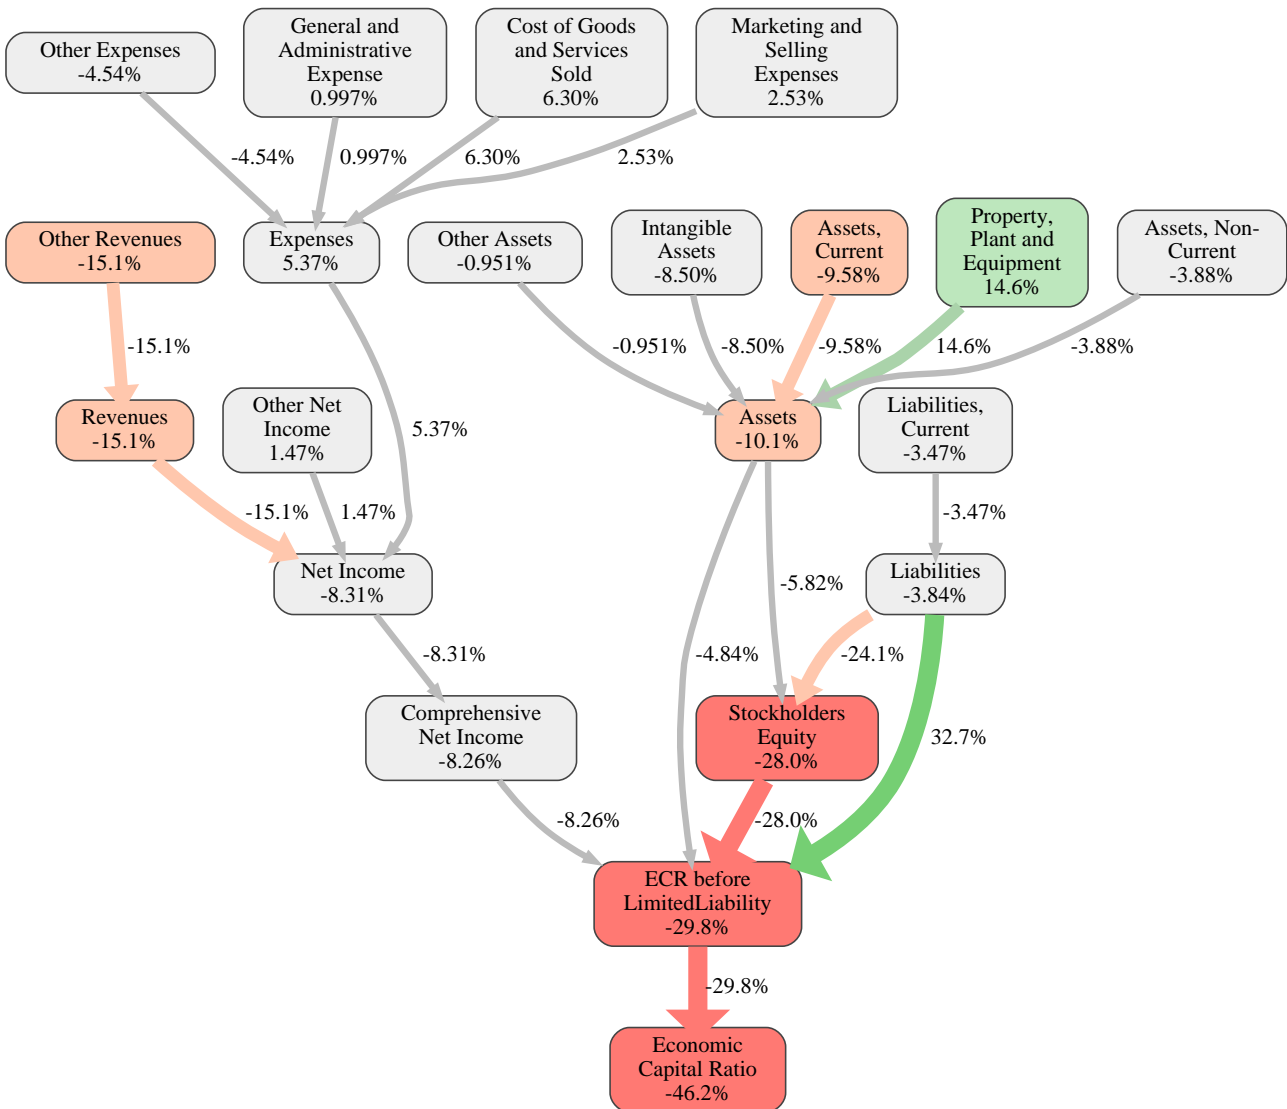 Other Expenses
-4.54%
General and
Administrative
Expense
0.997%
Cost of Goods
and Services
Sold
6.30%
Marketing and
Selling
Expenses
2.53%
-4.54%
0.997%
6.30%
2.53%
Other Revenues
-15.1%
Expenses
5.37%
Other Assets
-0.951%
Intangible
Assets
-8.50%
Assets,
Current
-9.58%
Property,
Plant and
Equipment
14.6%
Assets, Non-
Current
-3.88%
-15.1%
-0.951%
-8.50%
-9.58%
14.6%
-3.88%
Revenues
-15.1%
Other Net
Income
1.47%
5.37%
Assets
-10.1%
Liabilities,
Current
-3.47%
-15.1%
1.47%
-3.47%
Net Income
-8.31%
-5.82%
Liabilities
-3.84%
-8.31%
-4.84%
-24.1%
Comprehensive
Net Income
-8.26%
Stockholders
Equity
-28.0%
32.7%
-8.26%
-28.0%
ECR before
LimitedLiability
-29.8%
-29.8%
Economic
Capital Ratio
-46.2%